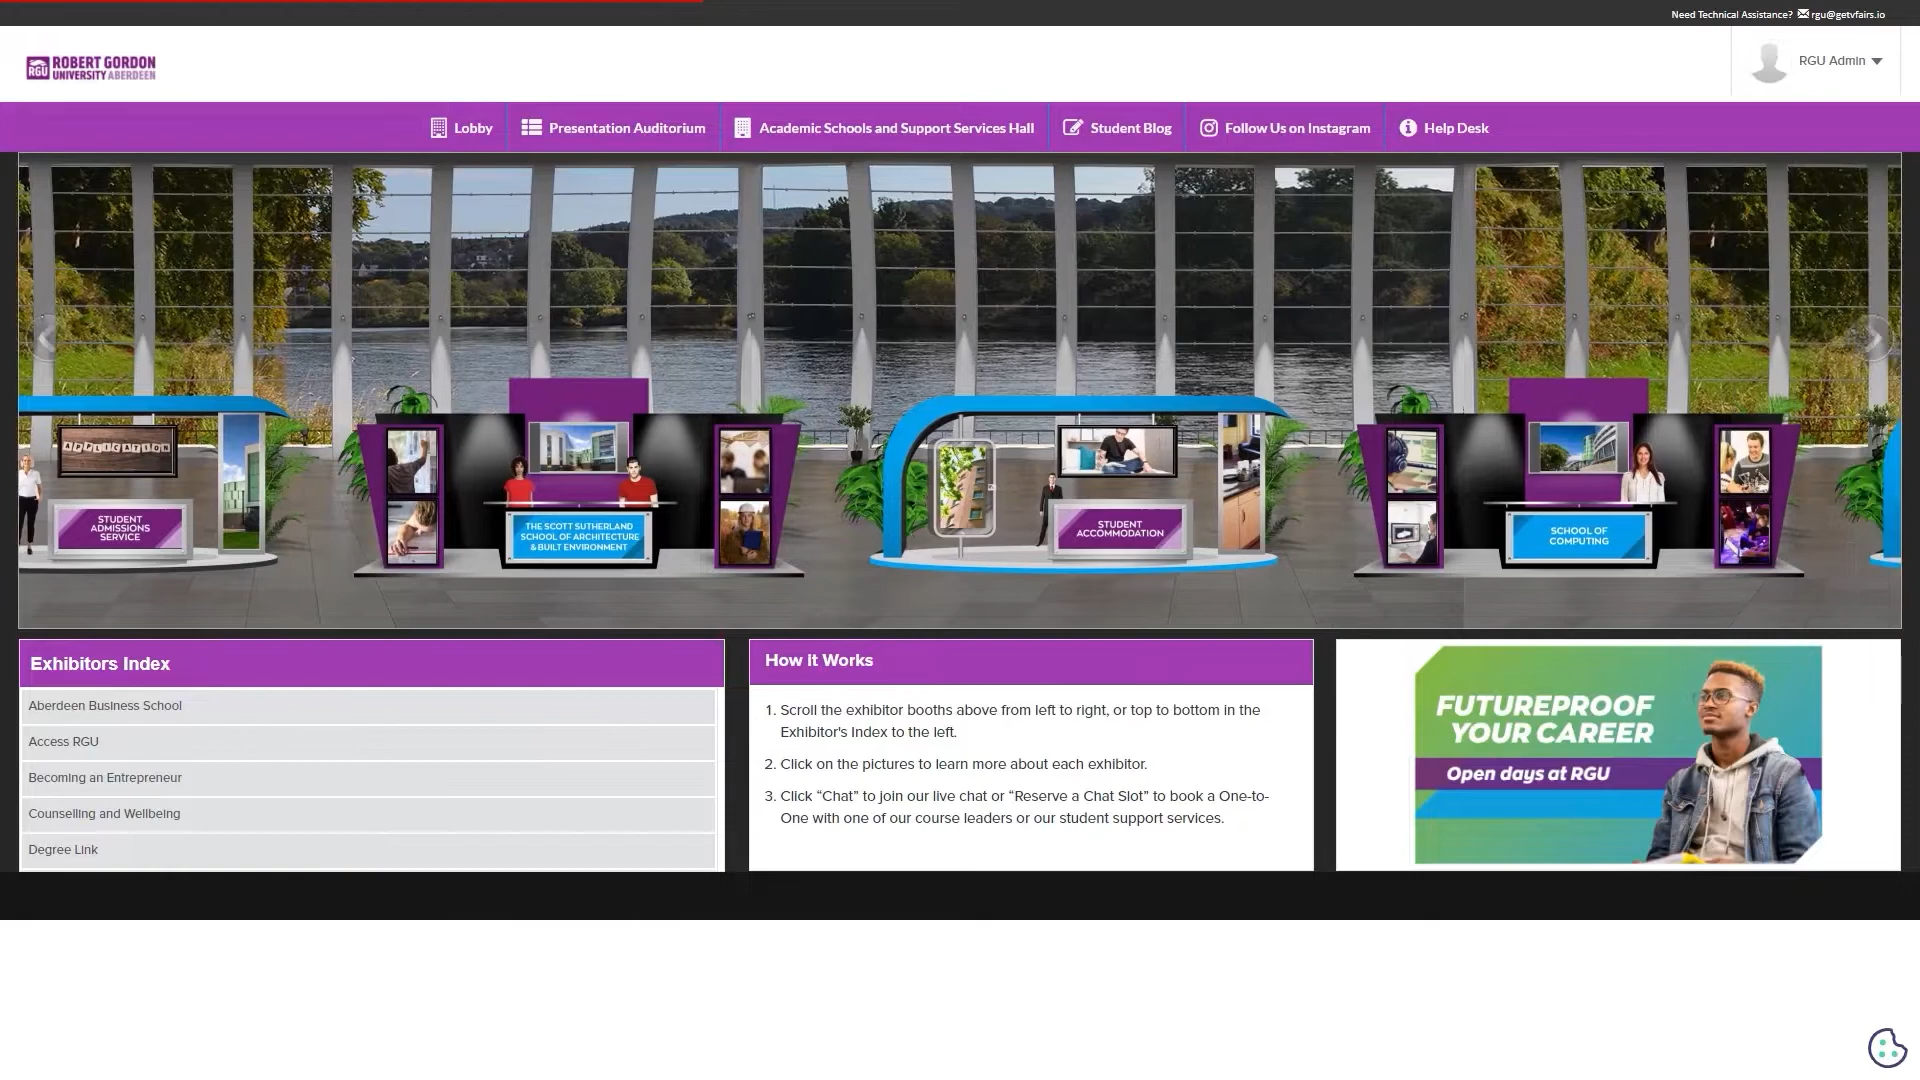 Need Technical Assistance? rgu@getvfairs.io
RGU
ROBERT GORDON
UNIVERSITY ABERDEEN
RGU Admin
Lobby
Presentation Auditorium
Academic Schools and Support Services Hall
Student Blog
Follow Us on Instagram
Help Desk
APPLICATION
STUDENT
ADMISSIONS
SERVICE
THE SCOTT SUTHERLAND
SCHOOL OF ARCHITECTURE
& BUILT ENVIRONMENT
STUDENT
ACCOMMODATION
SCHOOL OF
COMPUTING
Exhibitors Index
Aberdeen Business School
Access RGU
Becoming an Entrepreneur
Counselling and Wellbeing
Degree Link
How it Works
1. Scroll the exhibitor booths above from left to right, or top to bottom in the
Exhibitor's Index to the left.
2. Click on the pictures to learn more about each exhibitor.
3. Click “Chat” to join our live chat or “Reserve a Chat Slot” to book a One-to-
One with one of our course leaders or our student support services.
FUTUREPROOF
YOUR CAREER
Open days at RGU